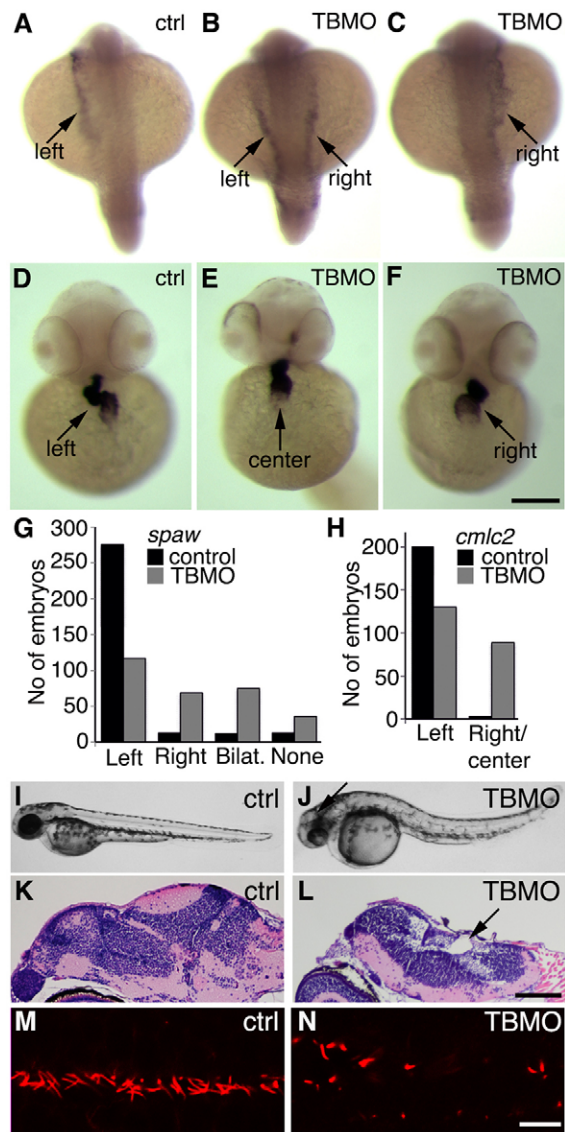 A ctrl B TBMO C TBMO
left left right right
D ctrl E TBMO F TBMO
left center right
G spaw H cmlc2
control control
TBMO TBMO
No of embryos No of embryos
300
250
200
150
100
50
0
200
150
100
50
0
Left Right Bilat. None Left Right/
center
I ctrl J TBMO
K ctrl L TBMO
M ctrl N TBMO